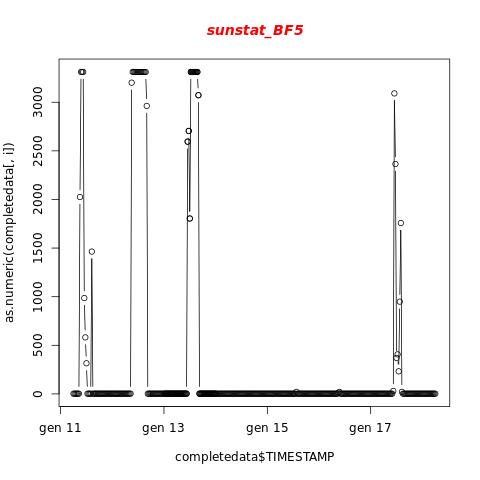 sunstat_BF5
as.numeric(completedata[, i])
3000
2500
2000
1500
1000
500
0
gen 11 gen 13 gen 15 gen 17
completedata$TIMESTAMP